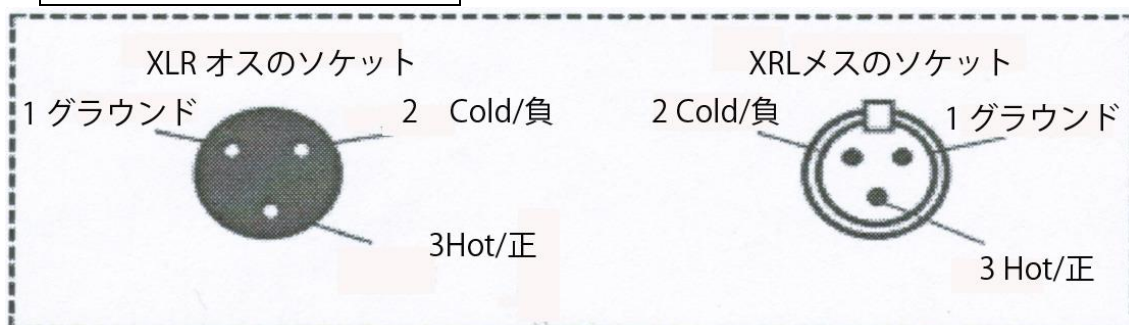 XLR オスのソケット
1 グラウンド
2 Cold/負
3Hot/正
XRLメスのソケット
2 Cold/負
1 グラウンド
3 Hot/正